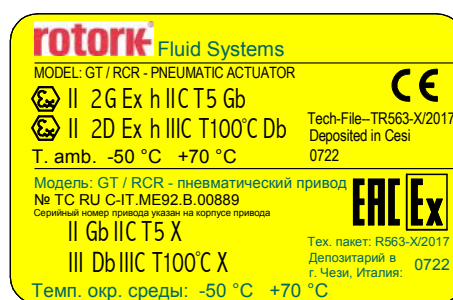 rotork Fluid Systems
MODEL: GT / RCR - PNEUMATIC ACTUATOR
CE
Ex II 2G Ex h IIC T5 Gb
Ex II 2D Ex h IIIC T100°C Db
Tech-File--TR563-X/2017
Deposited in Cesi
0722
T. amb. -50 °C +70 °C
Модель: GT / RCR - пневматический привод
№ TC RU C-IT.ME92.B.00889
Серийный номер привода указан на корпусе привода
EAC Ex
II Gb IIC T5 X
III Db IIIC T100°C X
Тех. пакет: R563-X/2017
Депозитарий в
г. Чези, Италия: 0722
Темп. окр. среды: -50 °C +70 °C